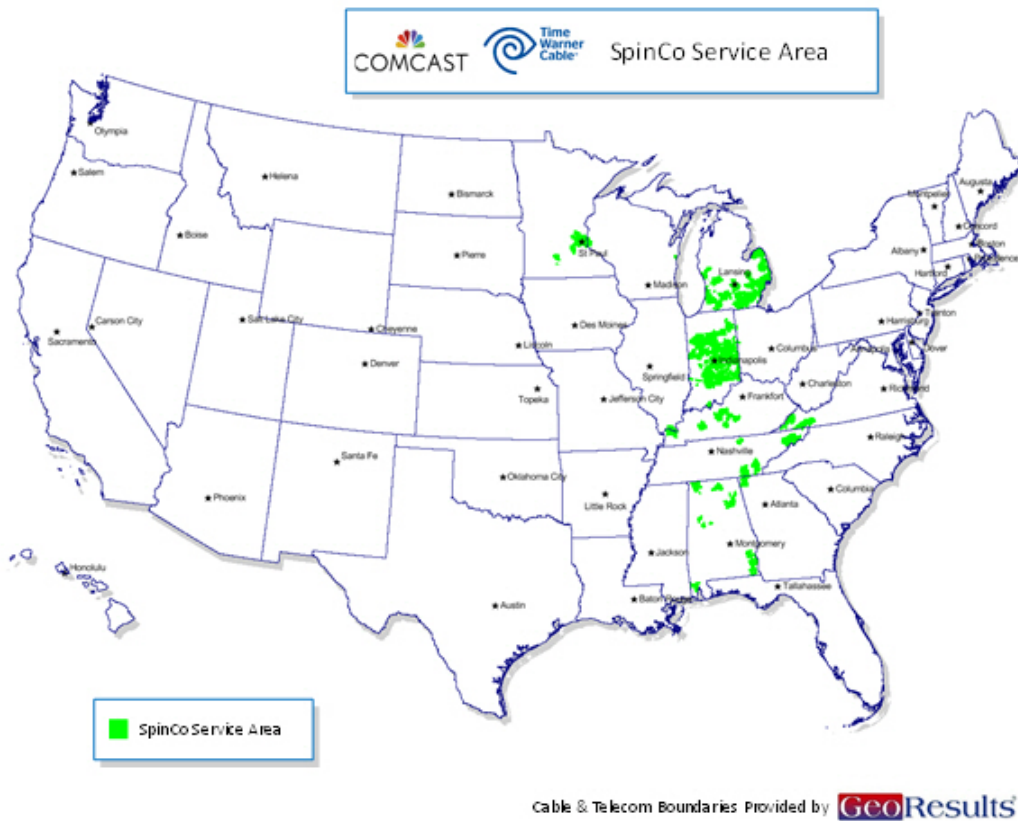 COMCAST
Time
Warner
Cable
SpinCo Service Area
Olympia
Salem
Helena
Bismarck
Boise
Pierre
St Paul
Augusta
Montpelier
Concord
Albany
Boston
Hartford
Lansing
Madison
Carson City
Sacramento
Salt Lake City
Cheyenne
Des Moines
Lincoln
Harrisburg
Trenton
Columbus
Indianapolis
Dover
Denver
Springfield
Charleston
Richmond
Topeka
Jefferson City
Frankfort
Raleigh
Nashville
Santa Fe
Oklahoma City
Phoenix
Little Rock
Columbia
Atlanta
Jackson
Montgomery
Honolulu
Tallahassee
Austin
SpinCo Service Area
Cable & Telecom Boundaries Provided by GeoResults